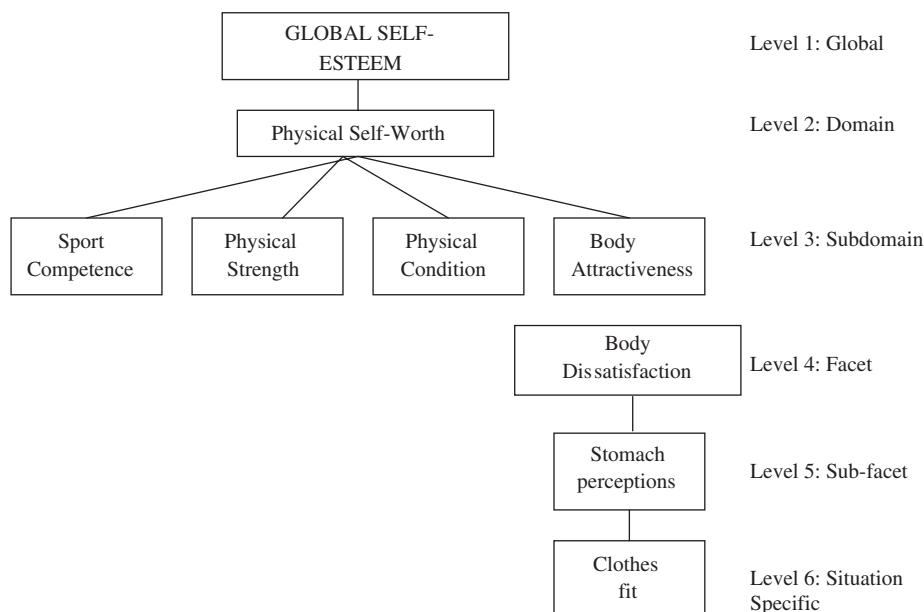 GLOBAL SELF-
ESTEEM
Level 1: Global
Physical Self-Worth
Level 2: Domain
Sport
Competence
Physical
Strength
Physical
Condition
Body
Attractiveness
Level 3: Subdomain
Body
Dissatisfaction
Level 4: Facet
Stomach
perceptions
Level 5: Sub-facet
Clothes
fit
Level 6: Situation
Specific